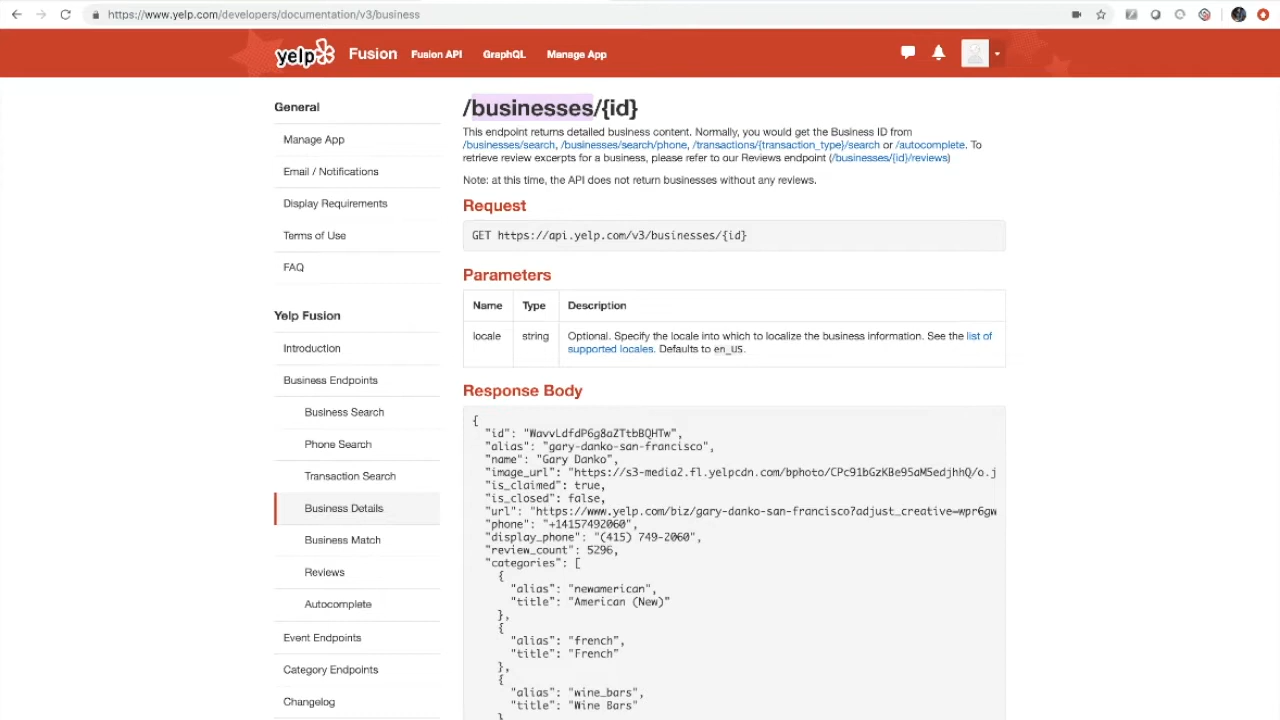 https://www.yelp.com/developers/documentation/v3/business
yelp Fusion Fusion API GraphQL Manage App
General
Manage App
Email / Notifications
Display Requirements
Terms of Use
FAQ
Yelp Fusion
Introduction
Business Endpoints
Business Search
Phone Search
Transaction Search
Business Details
Business Match
Reviews
Autocomplete
Event Endpoints
Category Endpoints
Changelog
/businesses/{id}
This endpoint returns detailed business content. Normally, you would get the Business ID from
/businesses/search, /businesses/search/phone, /transactions/{transaction_type}/search or /autocomplete. To
retrieve review excerpts for a business, please refer to our Reviews endpoint (/businesses/{id}/reviews)
Note: at this time, the API does not return businesses without any reviews.
Request
GET https://api.yelp.com/v3/businesses/{id}
Parameters
Name Type Description
locale string Optional. Specify the locale into which to localize the business information. See the list of
supported locales. Defaults to en_US.
Response Body
{
"id": "WavvLdfdP6g8aZTtbBQHTw",
"alias": "gary-danko-san-francisco",
"name": "Gary Danko",
"image_url": "https://s3-media2.fl.yelpcdn.com/bphoto/CPc91bGzKBe95aM5edjhhQ/o.j
"is_claimed": true,
"is_closed": false,
"url": "https://www.yelp.com/biz/gary-danko-san-francisco?adjust_creative=wpr6gw
"phone": "+14157492060",
"display_phone": "(415) 749-2060",
"review_count": 5296,
"categories": [
{
"alias": "newamerican",
"title": "American (New)"
},
{
"alias": "french",
"title": "French"
},
{
"alias": "wine_bars",
"title": "Wine Bars"
}